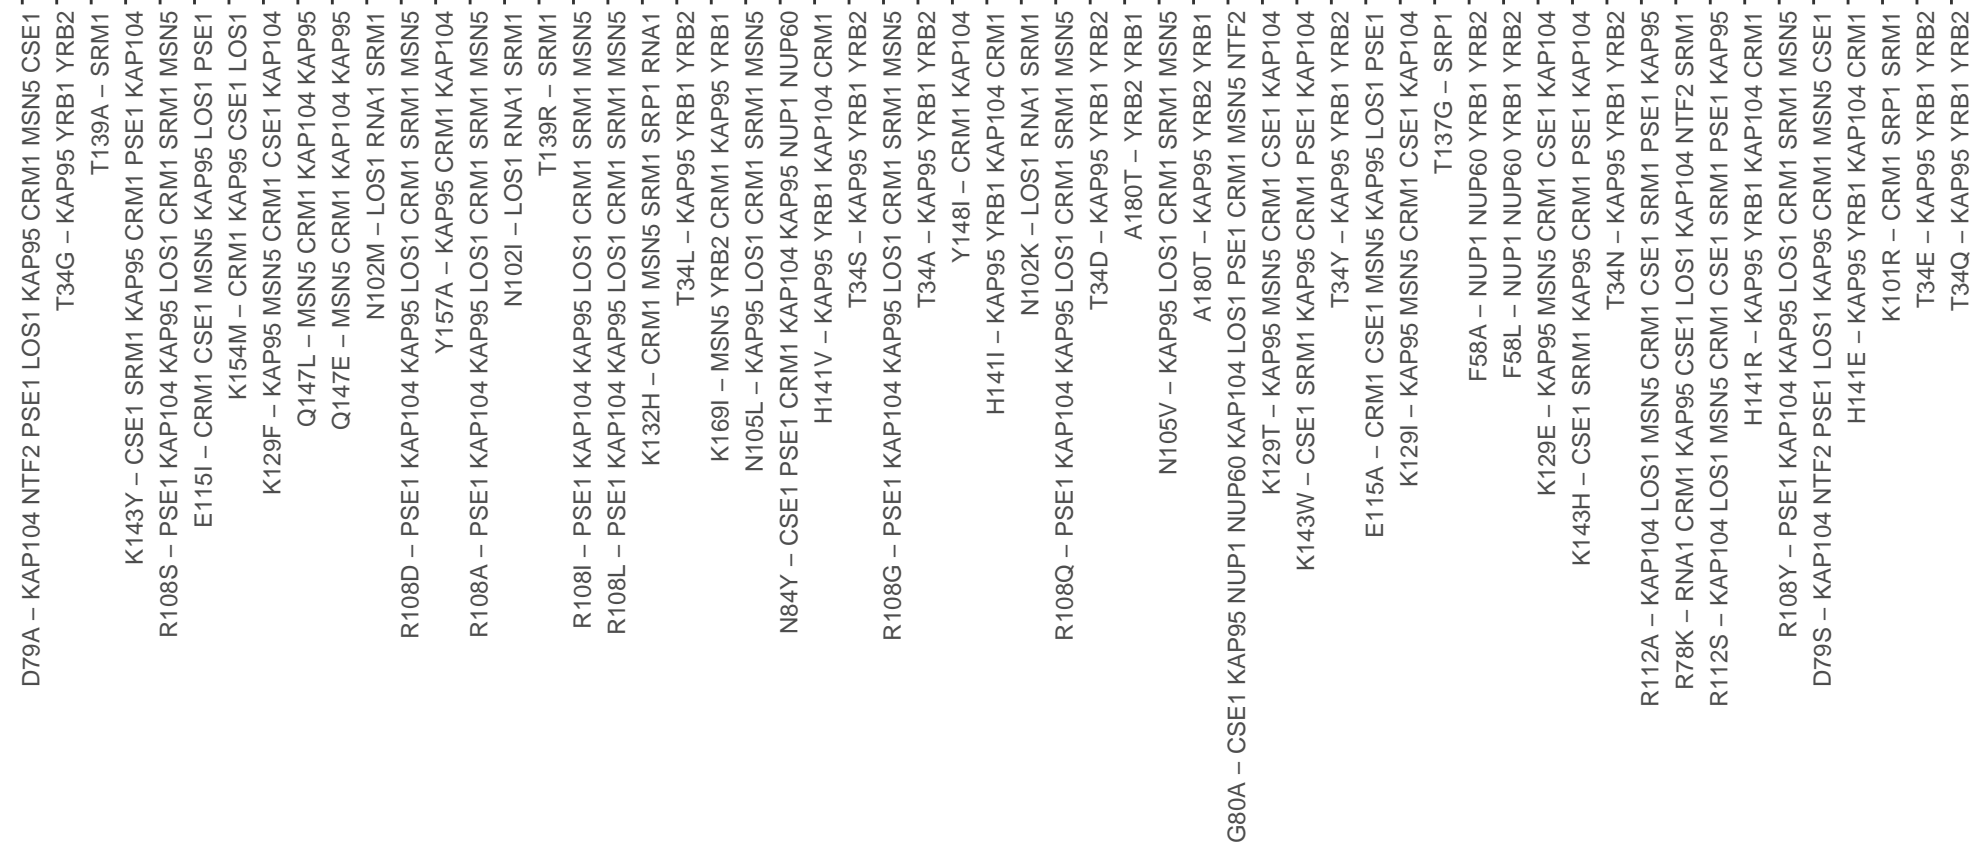 D79A – KAP104 NTF2 PSE1 LOS1 KAP95 CRM1 MSN5 CSE1
T34G – KAP95 YRB1 YRB2
T139A – SRM1
K143Y – CSE1 SRM1 KAP95 CRM1 PSE1 KAP104
R108S – PSE1 KAP104 KAP95 LOS1 CRM1 SRM1 MSN5
E115I – CRM1 CSE1 MSN5 KAP95 LOS1 PSE1
K154M – CRM1 KAP95 CSE1 LOS1
K129F – KAP95 MSN5 CRM1 CSE1 KAP104
Q147L – MSN5 CRM1 KAP104 KAP95
Q147E – MSN5 CRM1 KAP104 KAP95
N102M – LOS1 RNA1 SRM1
R108D – PSE1 KAP104 KAP95 LOS1 CRM1 SRM1 MSN5
Y157A – KAP95 CRM1 KAP104
R108A – PSE1 KAP104 KAP95 LOS1 CRM1 SRM1 MSN5
N102I – LOS1 RNA1 SRM1
T139R – SRM1
R108I – PSE1 KAP104 KAP95 LOS1 CRM1 SRM1 MSN5
R108L – PSE1 KAP104 KAP95 LOS1 CRM1 SRM1 MSN5
K132H – CRM1 MSN5 SRM1 SRP1 RNA1
T34L – KAP95 YRB1 YRB2
K169I – MSN5 YRB2 CRM1 KAP95 YRB1
N105L – KAP95 LOS1 CRM1 SRM1 MSN5
N84Y – CSE1 PSE1 CRM1 KAP104 KAP95 NUP1 NUP60
H141V – KAP95 YRB1 KAP104 CRM1
T34S – KAP95 YRB1 YRB2
R108G – PSE1 KAP104 KAP95 LOS1 CRM1 SRM1 MSN5
T34A – KAP95 YRB1 YRB2
Y148I – CRM1 KAP104
H141I – KAP95 YRB1 KAP104 CRM1
N102K – LOS1 RNA1 SRM1
R108Q – PSE1 KAP104 KAP95 LOS1 CRM1 SRM1 MSN5
T34D – KAP95 YRB1 YRB2
A180T – YRB2 YRB1
N105V – KAP95 LOS1 CRM1 SRM1 MSN5
A180T – KAP95 YRB2 YRB1
G80A – CSE1 KAP95 NUP1 NUP60 KAP104 LOS1 PSE1 CRM1 MSN5 NTF2
K129T – KAP95 MSN5 CRM1 CSE1 KAP104
K143W – CSE1 SRM1 KAP95 CRM1 PSE1 KAP104
T34Y – KAP95 YRB1 YRB2
E115A – CRM1 CSE1 MSN5 KAP95 LOS1 PSE1
K129I – KAP95 MSN5 CRM1 CSE1 KAP104
T137G – SRP1
F58A – NUP1 NUP60 YRB1 YRB2
F58L – NUP1 NUP60 YRB1 YRB2
K129E – KAP95 MSN5 CRM1 CSE1 KAP104
K143H – CSE1 SRM1 KAP95 CRM1 PSE1 KAP104
T34N – KAP95 YRB1 YRB2
R112A – KAP104 LOS1 MSN5 CRM1 CSE1 SRM1 PSE1 KAP95
R78K – RNA1 CRM1 KAP95 CSE1 LOS1 KAP104 NTF2 SRM1
R112S – KAP104 LOS1 MSN5 CRM1 CSE1 SRM1 PSE1 KAP95
H141R – KAP95 YRB1 KAP104 CRM1
R108Y – PSE1 KAP104 KAP95 LOS1 CRM1 SRM1 MSN5
D79S – KAP104 NTF2 PSE1 LOS1 KAP95 CRM1 MSN5 CSE1
H141E – KAP95 YRB1 KAP104 CRM1
K101R – CRM1 SRP1 SRM1
T34E – KAP95 YRB1 YRB2
T34Q – KAP95 YRB1 YRB2